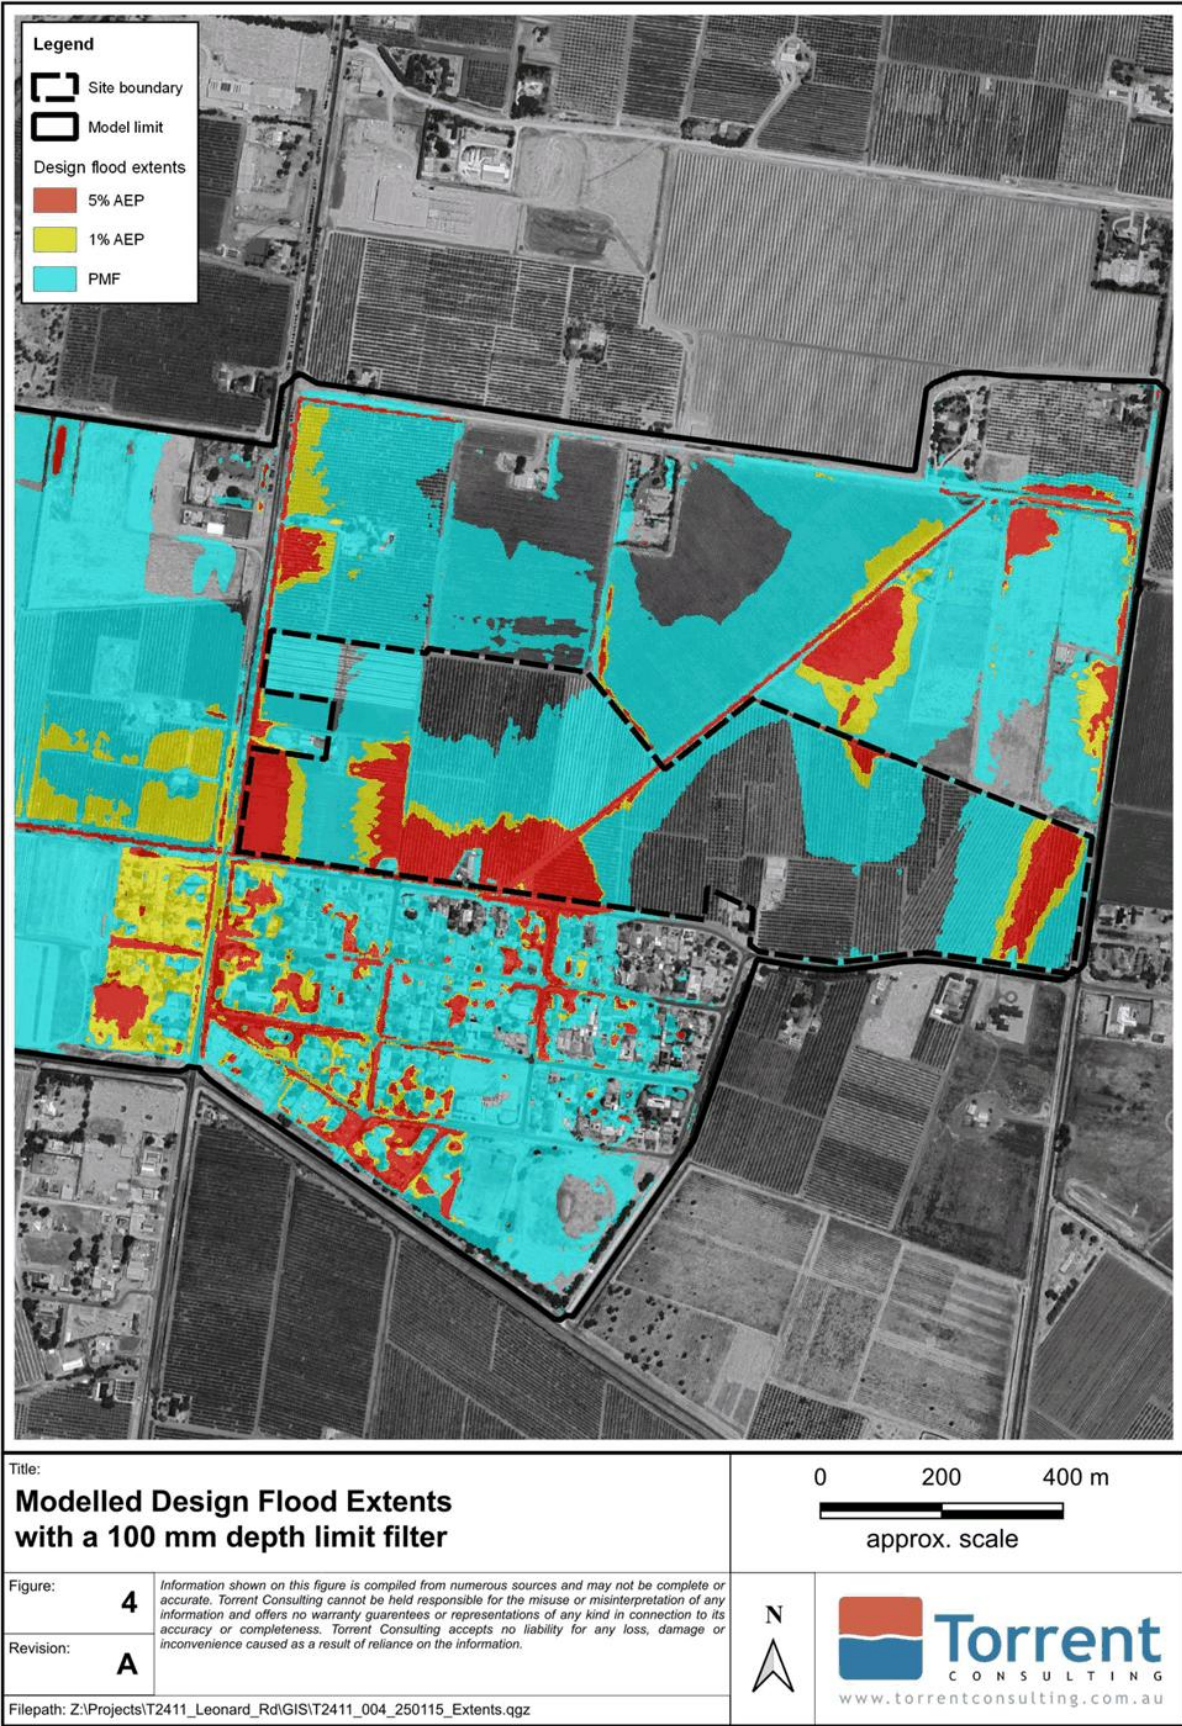 Legend
Site boundary
Model limit
Design flood extents
5% AEP
1% AEP
PMF
Title:
Modelled Design Flood Extents
with a 100 mm depth limit filter
0 200 400 m
approx. scale
Figure:
4
Information shown on this figure is compiled from numerous sources and may not be complete or
accurate. Torrent Consulting cannot be held responsible for the misuse or misinterpretation of any
information and offers no warranty guarentees or representations of any kind in connection to its
accuracy or completeness. Torrent Consulting accepts no liability for any loss, damage or
inconvenience caused as a result of reliance on the information.
Revision:
A
Filepath: Z:\Projects\T2411_Leonard_Rd\GIS\T2411_004_250115_Extents.qgz
N
Torrent
CONSULTING
www.torrentconsulting.com.au